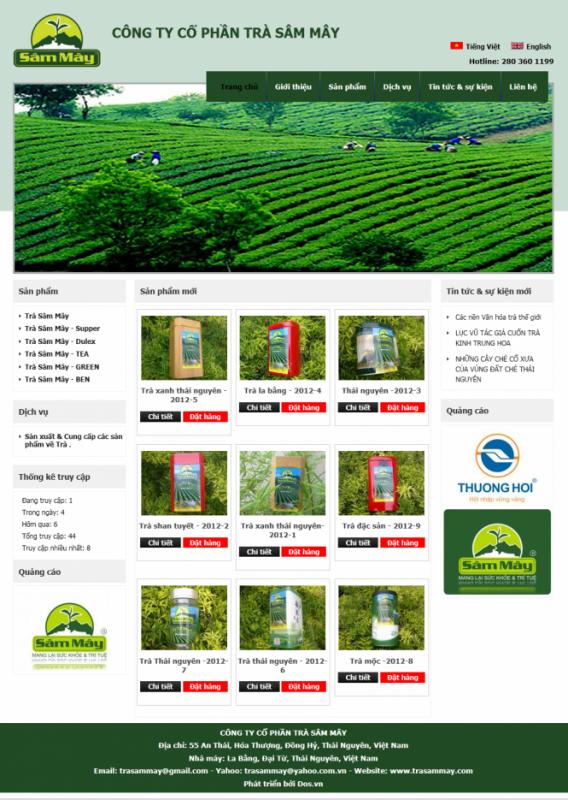 Sâm Mây
CÔNG TY CỔ PHẦN TRÀ SÂM MÂY
Tiếng Việt English
Hotline: 280 360 1199
Trang chủ Giới thiệu Sản phẩm Dịch vụ Tin tức & sự kiện Liên hệ
Sản phẩm
Trà Sâm Mây
Trà Sâm Mây - Supper
Trà Sâm Mây - Dulex
Trà Sâm Mây - TEA
Trà Sâm Mây - GREEN
Trà Sâm Mây - BEN
Dịch vụ
Sản xuất & Cung cấp các sản
phẩm về Trà .
Thống kê truy cập
Đang truy cập: 1
Trong ngày: 4
Hôm qua: 6
Tổng truy cập: 44
Truy cập nhiều nhất: 8
Quảng cáo
Sâm Mây
MANG LẠI SỨC KHỎE & TRÍ TUỆ
Sản phẩm mới
Trà xanh thái nguyên -
2012-5
Chi tiết Đặt hàng
Trà la bằng - 2012-4
Chi tiết Đặt hàng
Thái nguyên -2012-3
Chi tiết Đặt hàng
Trà shan tuyết - 2012-2
Chi tiết Đặt hàng
Trà xanh thái nguyên-
2012-1
Chi tiết Đặt hàng
Trà đặc sản - 2012-9
Chi tiết Đặt hàng
Trà Thái nguyên -2012-
7
Chi tiết Đặt hàng
Trà thái nguyên - 2012-
6
Chi tiết Đặt hàng
Trà mộc -2012-8
Chi tiết Đặt hàng
Tin tức & sự kiện mới
Các nền Văn hóa trà thế giới
LỤC VŨ TÁC GIẢ CUỐN TRÀ
KINH TRUNG HOA
NHỮNG CÂY CHÈ CỔ XƯA
CỦA VÙNG ĐẤT CHÈ THÁI
NGUYÊN
Quảng cáo
THUONG HOI
Hội nhập vững vàng
Sâm Mây
MANG LẠI SỨC KHỎE & TRÍ TUỆ
CÔNG TY CỔ PHẦN TRÀ SÂM MÂY
Địa chỉ: 55 An Thái, Hóa Thượng, Đồng Hỷ, Thái Nguyên, Việt Nam
Nhà máy: La Bằng, Đại Từ, Thái Nguyên, Việt Nam
Email: trasammay@gmail.com - Yahoo: trasammay@yahoo.com.vn - Website: www.trasammay.com
Phát triển bởi Dos.vn